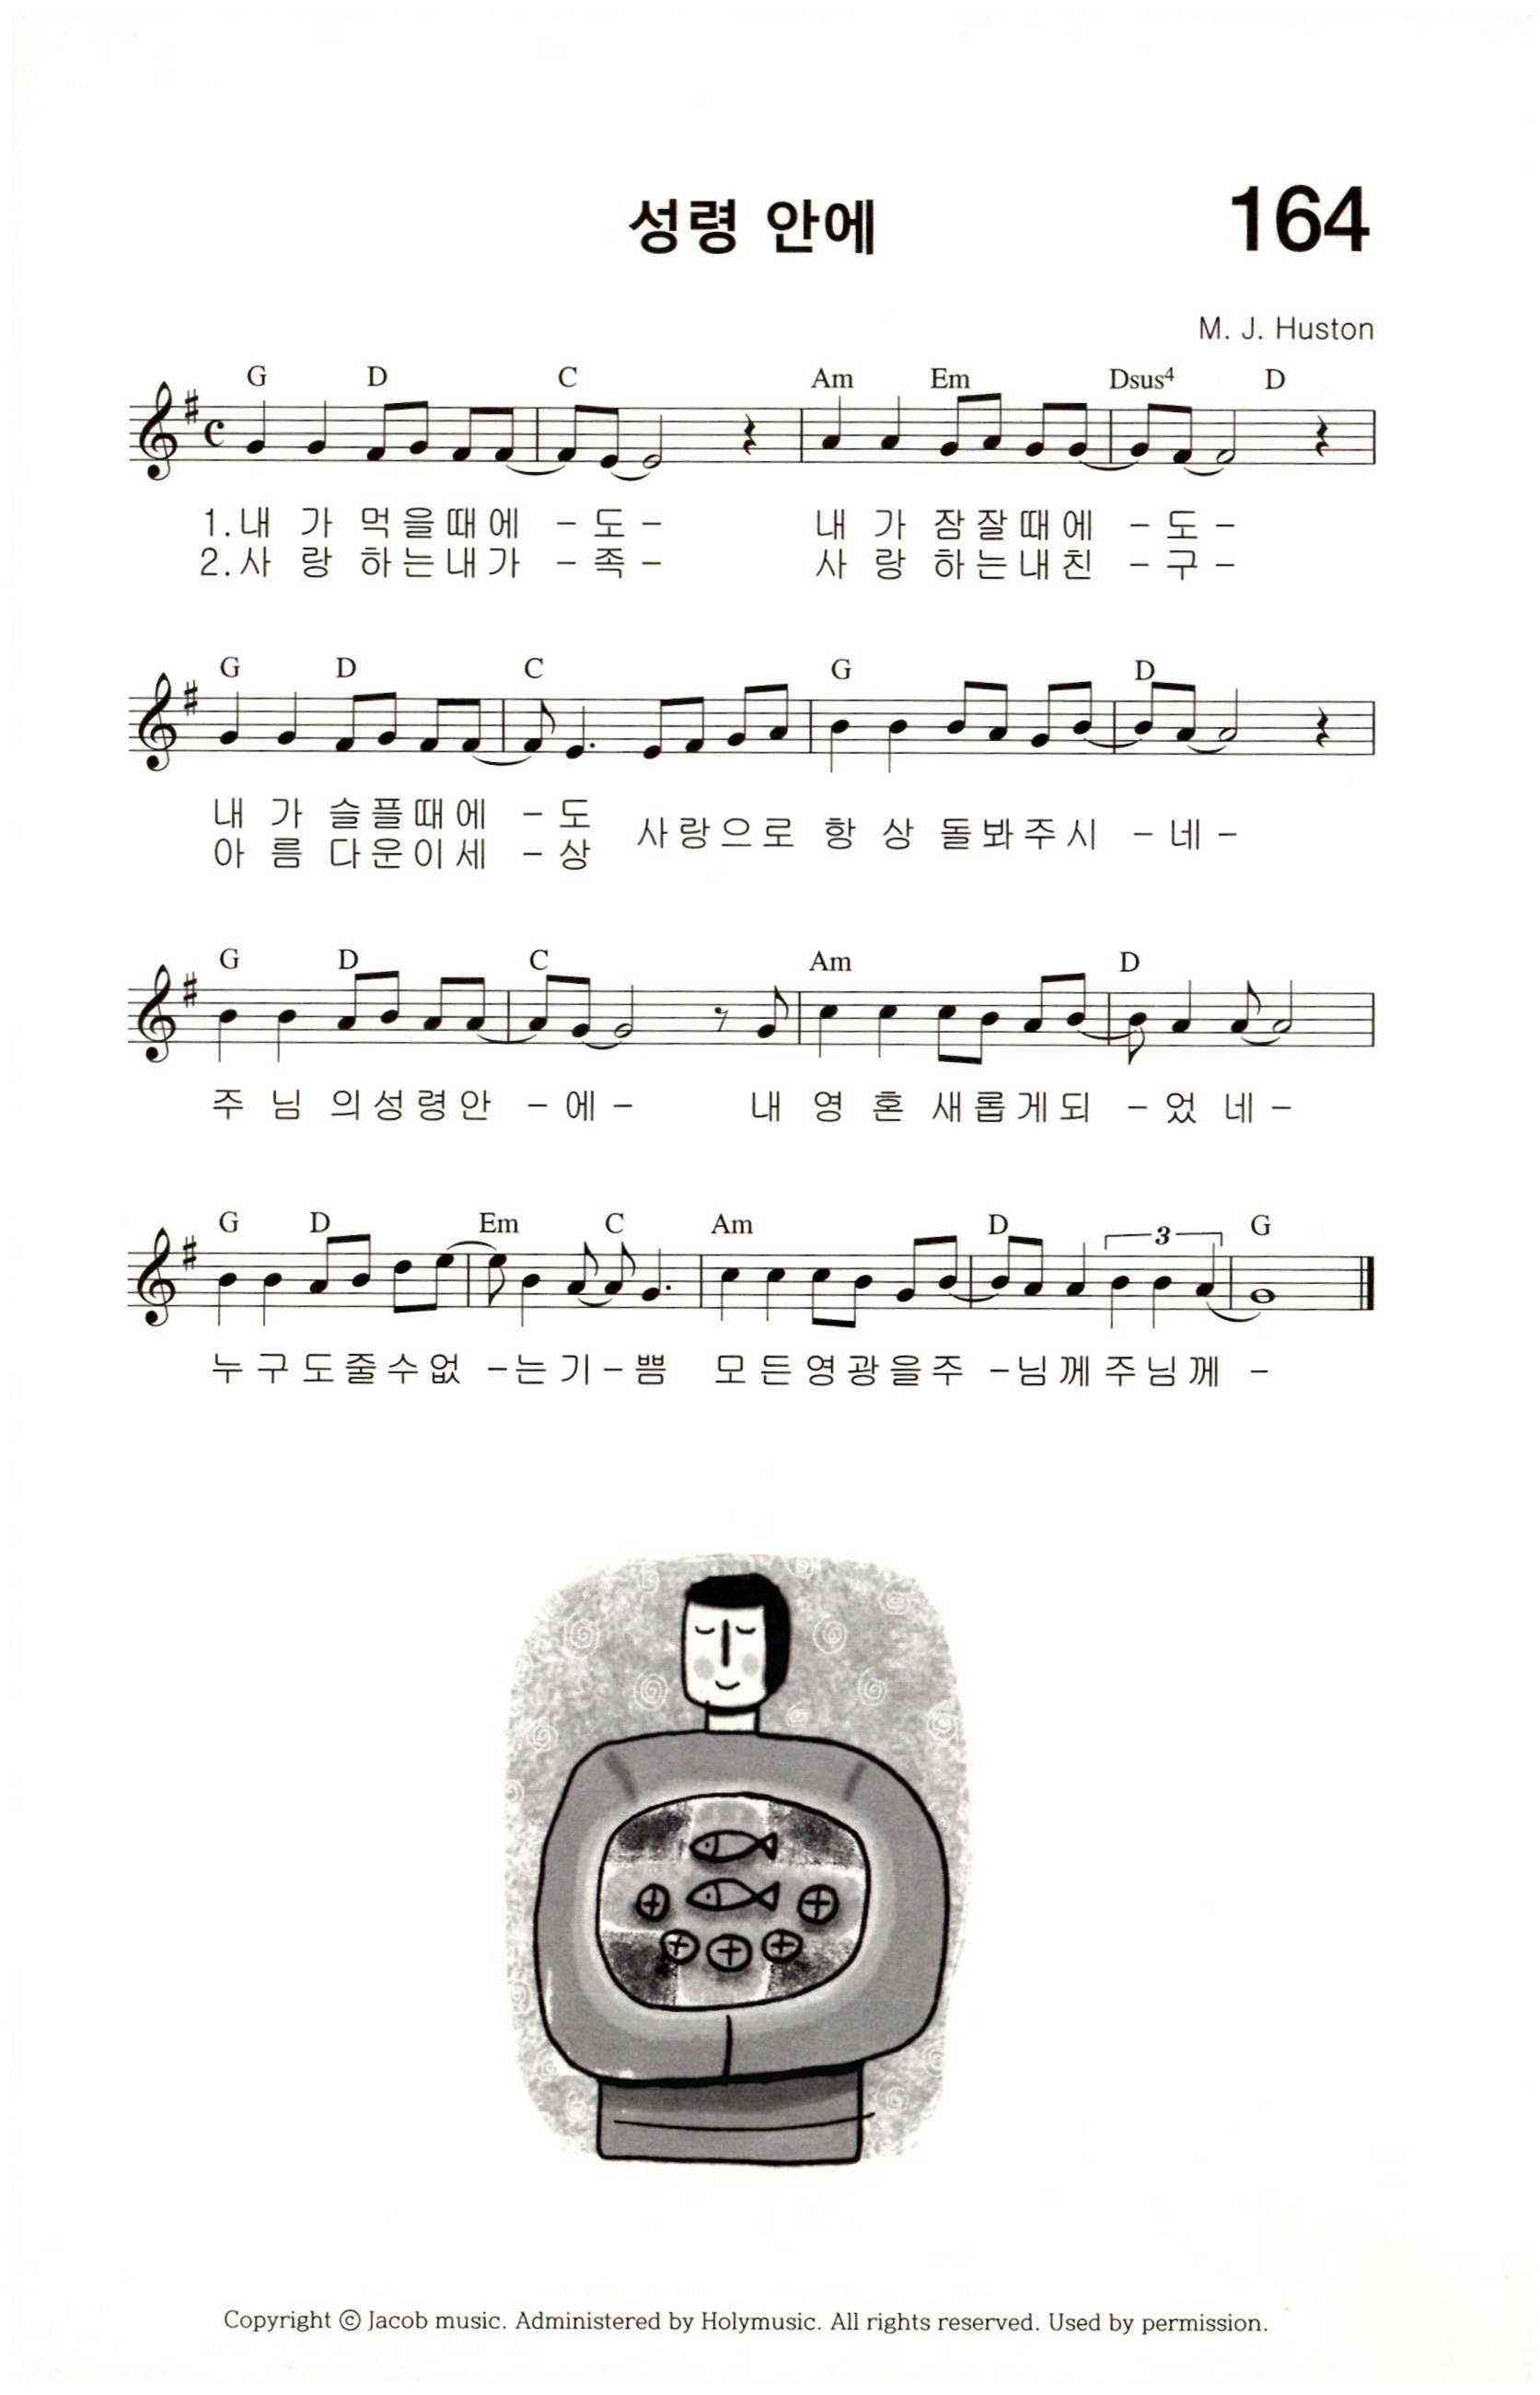 성령 안에
164
M. J. Huston
G D C Am Em Dsus4 D
1.내 가 먹을때에 -도- 내 가 잠잘때에 -도-
2.사 랑 하는내가 -족- 사 랑 하는내친 -구-
G D C G D
내 가 슬플때에 -도 사랑으로 항 상 돌봐주시 -네-
아 름 다운이세 -상
G D C Am D
주 님 의성령안 -에- 내 영 혼 새롭게되 -었 네-
G D Em C Am D 3 G
누구도줄수없 -는기-쁨 모든영광을주 -님께주님께 -
Copyright ⓒ Jacob music. Administered by Holymusic. All rights reserved. Used by permission.